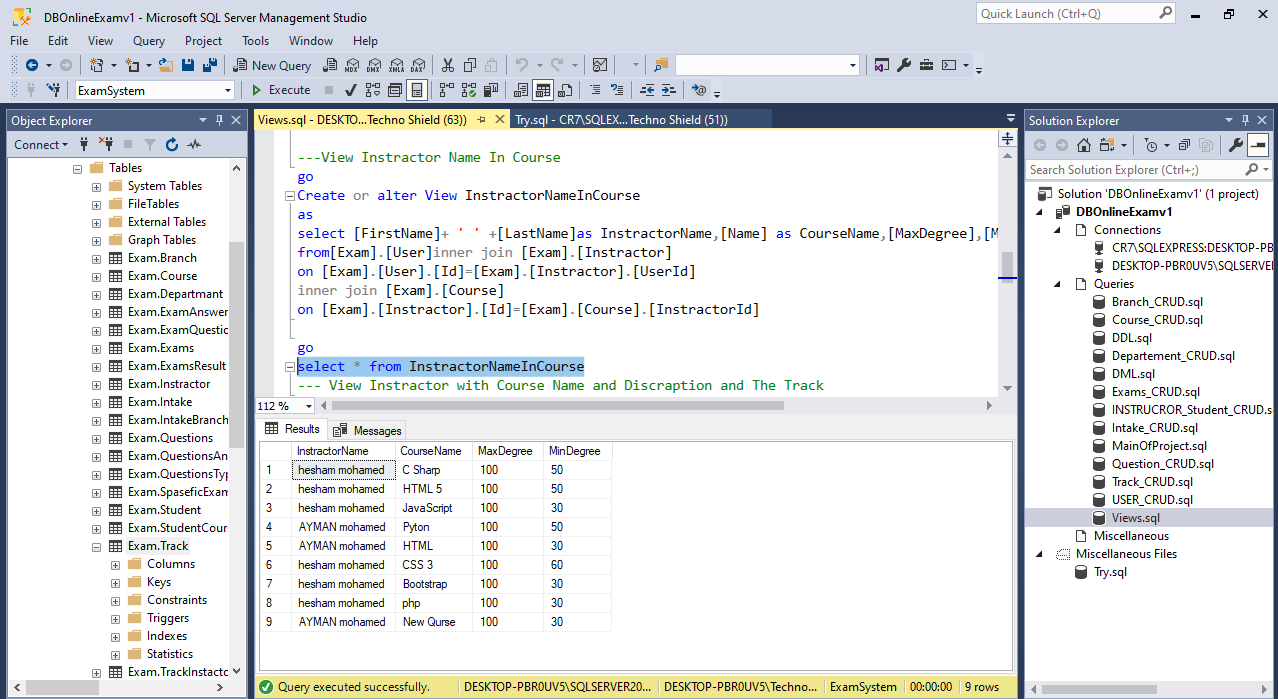 DBOnlineExamv1 - Microsoft SQL Server Management Studio
Quick Launch (Ctrl+Q)
File Edit View Query Project Tools Window Help
New Query MDX DMX XMLA DAX
ExamSystem Execute
Object Explorer
Connect
Tables
System Tables
FileTables
External Tables
Graph Tables
Exam.Branch
Exam.Course
Exam.Departmant
Exam.ExamAnswer
Exam.ExamQuestic
Exam.Exams
Exam.ExamsResult
Exam.Instructor
Exam.Intake
Exam.IntakeBranch
Exam.Questions
Exam.QuestionsAn
Exam.QuestionsTyp
Exam.SpaseficExam
Exam.Student
Exam.StudentCour
Exam.Track
Columns
Keys
Constraints
Triggers
Indexes
Statistics
Exam.TrackInstactc
Views.sql - DESKTO...Techno Shield (63)) Try.sql - CR7\SQLEX...Techno Shield (51))
---View Instractor Name In Course
go
Create or alter View InstractorNameInCourse
as
select [FirstName]+ ' ' +[LastName]as InstractorName,[Name] as CourseName,[MaxDegree],[M
from[Exam].[User]inner join [Exam].[Instractor]
on [Exam].[User].[Id]=[Exam].[Instractor].[UserId]
inner join [Exam].[Course]
on [Exam].[Instractor].[Id]=[Exam].[Course].[InstractorId]
go
select * from InstractorNameInCourse
--- View Instractor with Course Name and Discraption and The Track
112 %
Results Messages
InstractorName CourseName MaxDegree MinDegree
1 hesham mohamed C Sharp 100 50
2 hesham mohamed HTML 5 100 50
3 hesham mohamed JavaScript 100 30
4 AYMAN mohamed Pyton 100 50
5 AYMAN mohamed HTML 100 30
6 hesham mohamed CSS 3 100 60
7 hesham mohamed Bootstrap 100 30
8 hesham mohamed php 100 30
9 AYMAN mohamed New Qurse 100 30
Query executed successfully. DESKTOP-PBR0UV5\SQLSERVER20... DESKTOP-PBR0UV5\Techno... ExamSystem 00:00:00 9 rows
Solution Explorer
Search Solution Explorer (Ctrl+;)
Solution 'DBOnlineExamv1' (1 project)
DBOnlineExamv1
Connections
CR7\SQLEXPRESS:DESKTOP-PB
DESKTOP-PBR0UV5\SQLSERVER
Queries
Branch_CRUD.sql
Course_CRUD.sql
DDL.sql
Departement_CRUD.sql
DML.sql
Exams_CRUD.sql
INSTRUCROR_Student_CRUD.s
Intake_CRUD.sql
MainOfProject.sql
Question_CRUD.sql
Track_CRUD.sql
USER_CRUD.sql
Views.sql
Miscellaneous
Miscellaneous Files
Try.sql